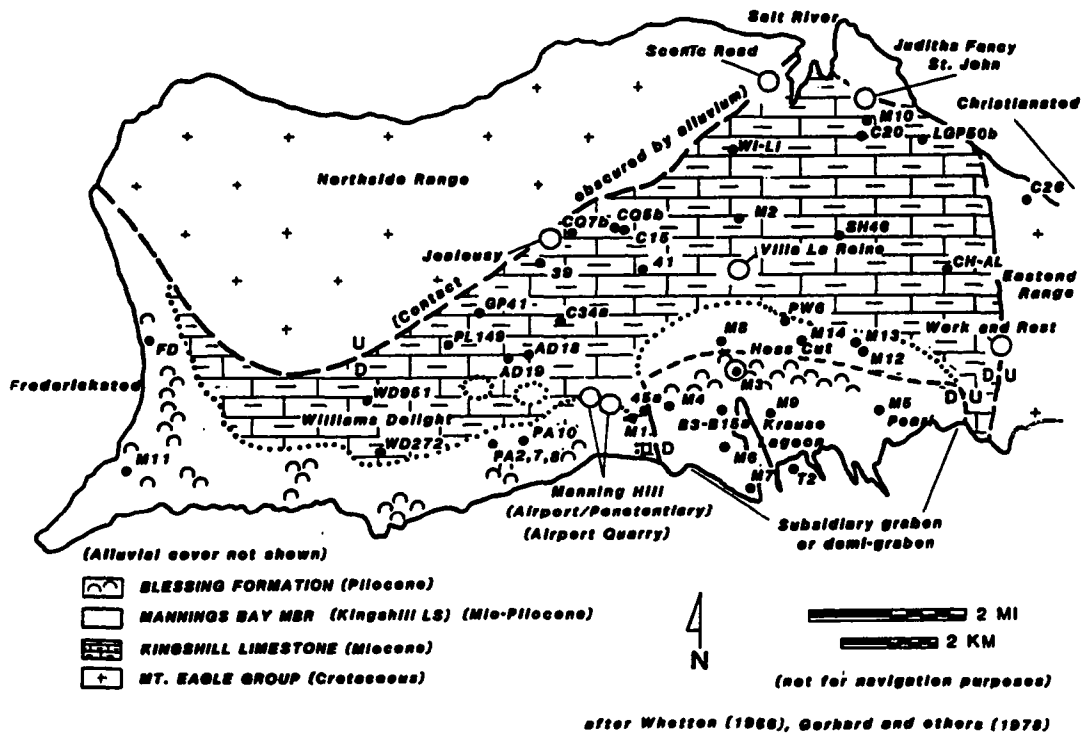 Salt River
Scenic Road
Judiths Fancy
St. John
Christiansted
M10
C20
LGP50b
WI-LI
C26
obscured by alluvium)
Northside Range
CQ7b
CQ5b
C15
M2
SH46
Jealousy
39
41
Villa La Reine
CH-AL
Eastend
Range
(Contact
GP41
C34a
PW6
M14
M13
Work and Rest
FD
U
D
PL149
AD18
AD19
M8
Hess Cut
M12
Frederiksted
M3
D
U
WD951
Williams Delight
45a
M4
M9
M5
D
U
M1
B3-B15a
Krause
Lagoon
Pearl
WD272
PA10
PA2,7,8
M6
M11
U
D
M7
T2
Manning Hill
(Airport/Penetentiary)
(Airport Quarry)
Subsidiary graben
or demi-graben
(Alluvial cover not shown)
BLESSING FORMATION (Pliocene)
MANNINGS BAY MBR (Kingshill LS) (Mio-Pliocene)
KINGSHILL LIMESTONE (Miocene)
MT. EAGLE GROUP (Cretaceous)
N
2 MI
2 KM
(not for navigation purposes)
after Whetten (1966), Gerhard and others (1978)